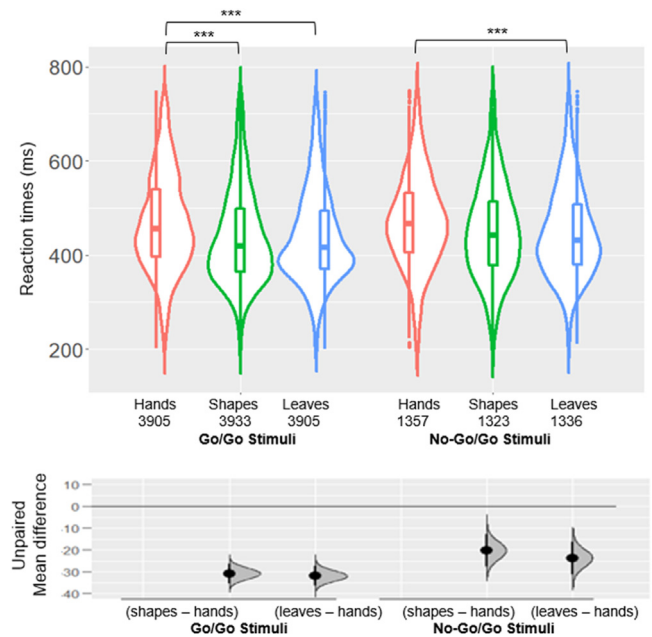 ***
***
***
Reaction times (ms)
800
600
400
200
Hands Shapes Leaves Hands Shapes Leaves
3905 3933 3905 1357 1323 1336
Go/Go Stimuli No-Go/Go Stimuli
Unpaired
Mean difference
10
0
-10
-20
-30
-40
(shapes – hands) (leaves – hands) (shapes – hands) (leaves – hands)
Go/Go Stimuli No-Go/Go Stimuli